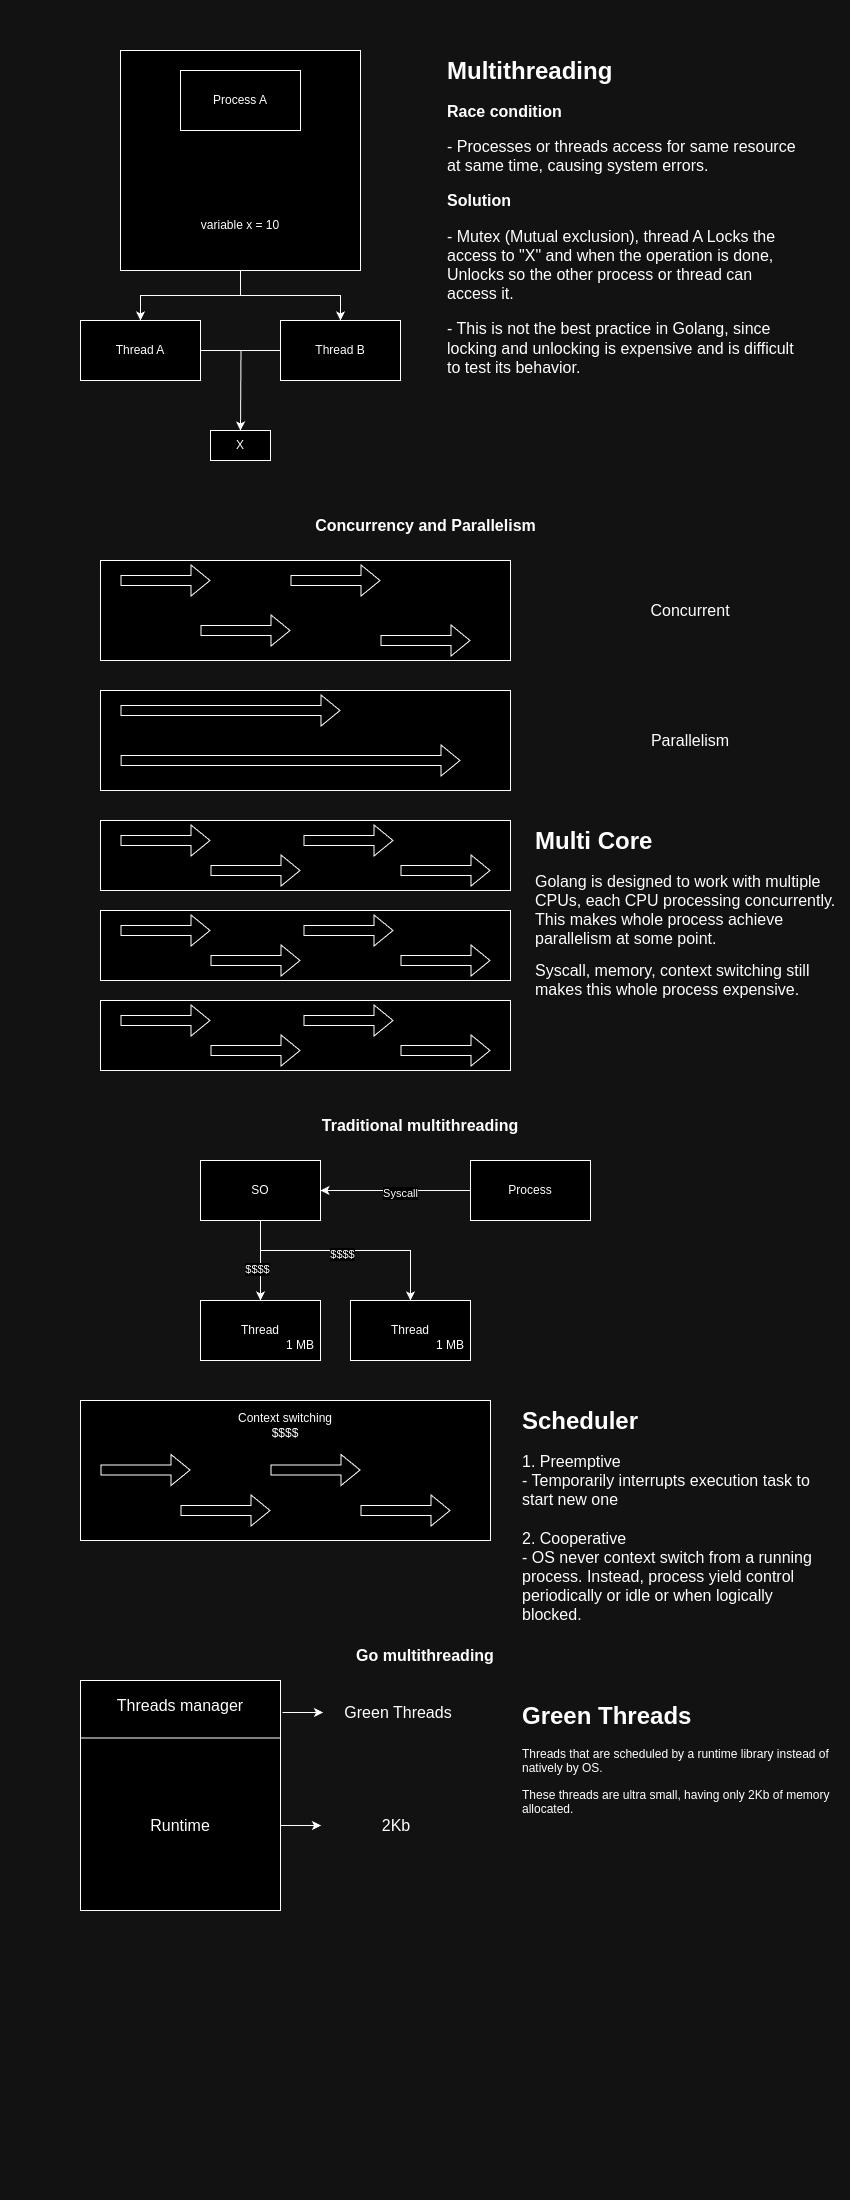 Process A
variable x = 10
Thread A
Thread B
X
Multithreading
Race condition
- Processes or threads access for same resource
at same time, causing system errors.
Solution
- Mutex (Mutual exclusion), thread A Locks the
access to "X" and when the operation is done,
Unlocks so the other process or thread can
access it.
- This is not the best practice in Golang, since
locking and unlocking is expensive and is difficult
to test its behavior.
Concurrency and Parallelism
Concurrent
Parallelism
Multi Core
Golang is designed to work with multiple
CPUs, each CPU processing concurrently.
This makes whole process achieve
parallelism at some point.
Syscall, memory, context switching still
makes this whole process expensive.
Traditional multithreading
SO
Syscall
Process
$$$$
$$$$
Thread
1 MB
Thread
1 MB
Context switching
$$$$
Scheduler
1. Preemptive
- Temporarily interrupts execution task to
start new one
2. Cooperative
- OS never context switch from a running
process. Instead, process yield control
periodically or idle or when logically
blocked.
Go multithreading
Threads manager
Green Threads
Runtime
2Kb
Green Threads
Threads that are scheduled by a runtime library instead of
natively by OS.
These threads are ultra small, having only 2Kb of memory
allocated.